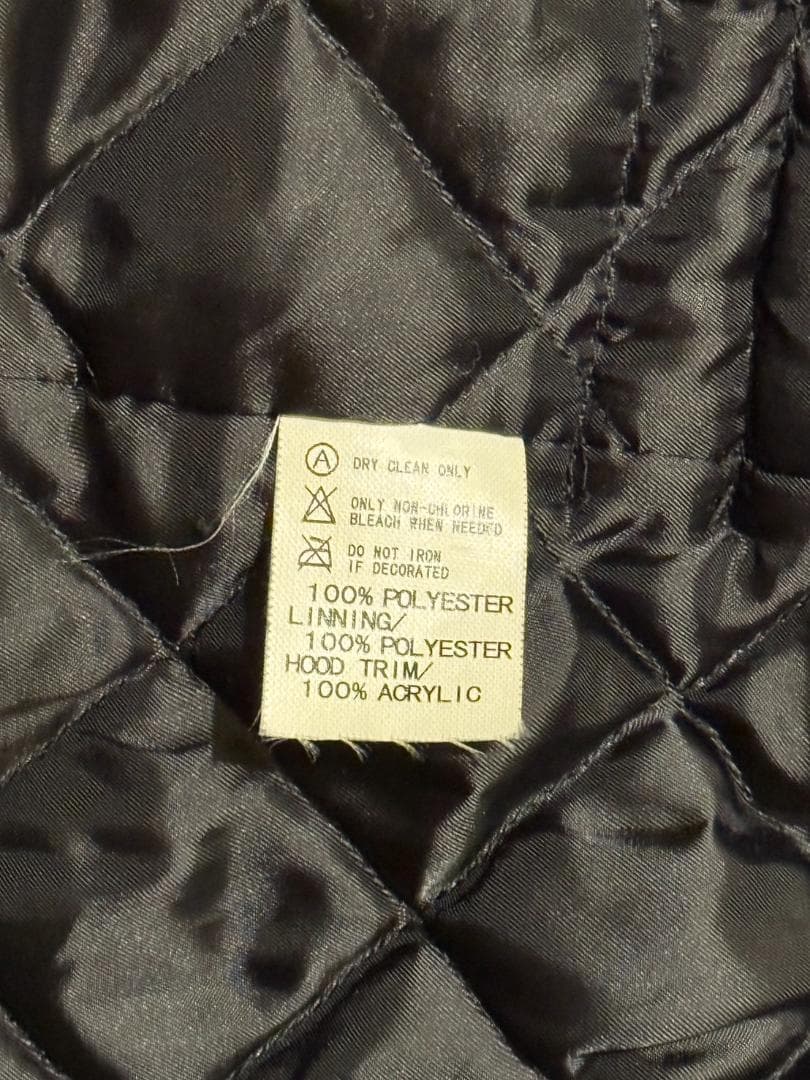 A DRY CLEAN ONLY
ONLY NON-CHLORINE
BLEACH WHEN NEEDED
DO NOT IRON
IF DECORATED
100% POLYESTER
LINNING/
100% POLYESTER
HOOD TRIM/
100% ACRYLIC